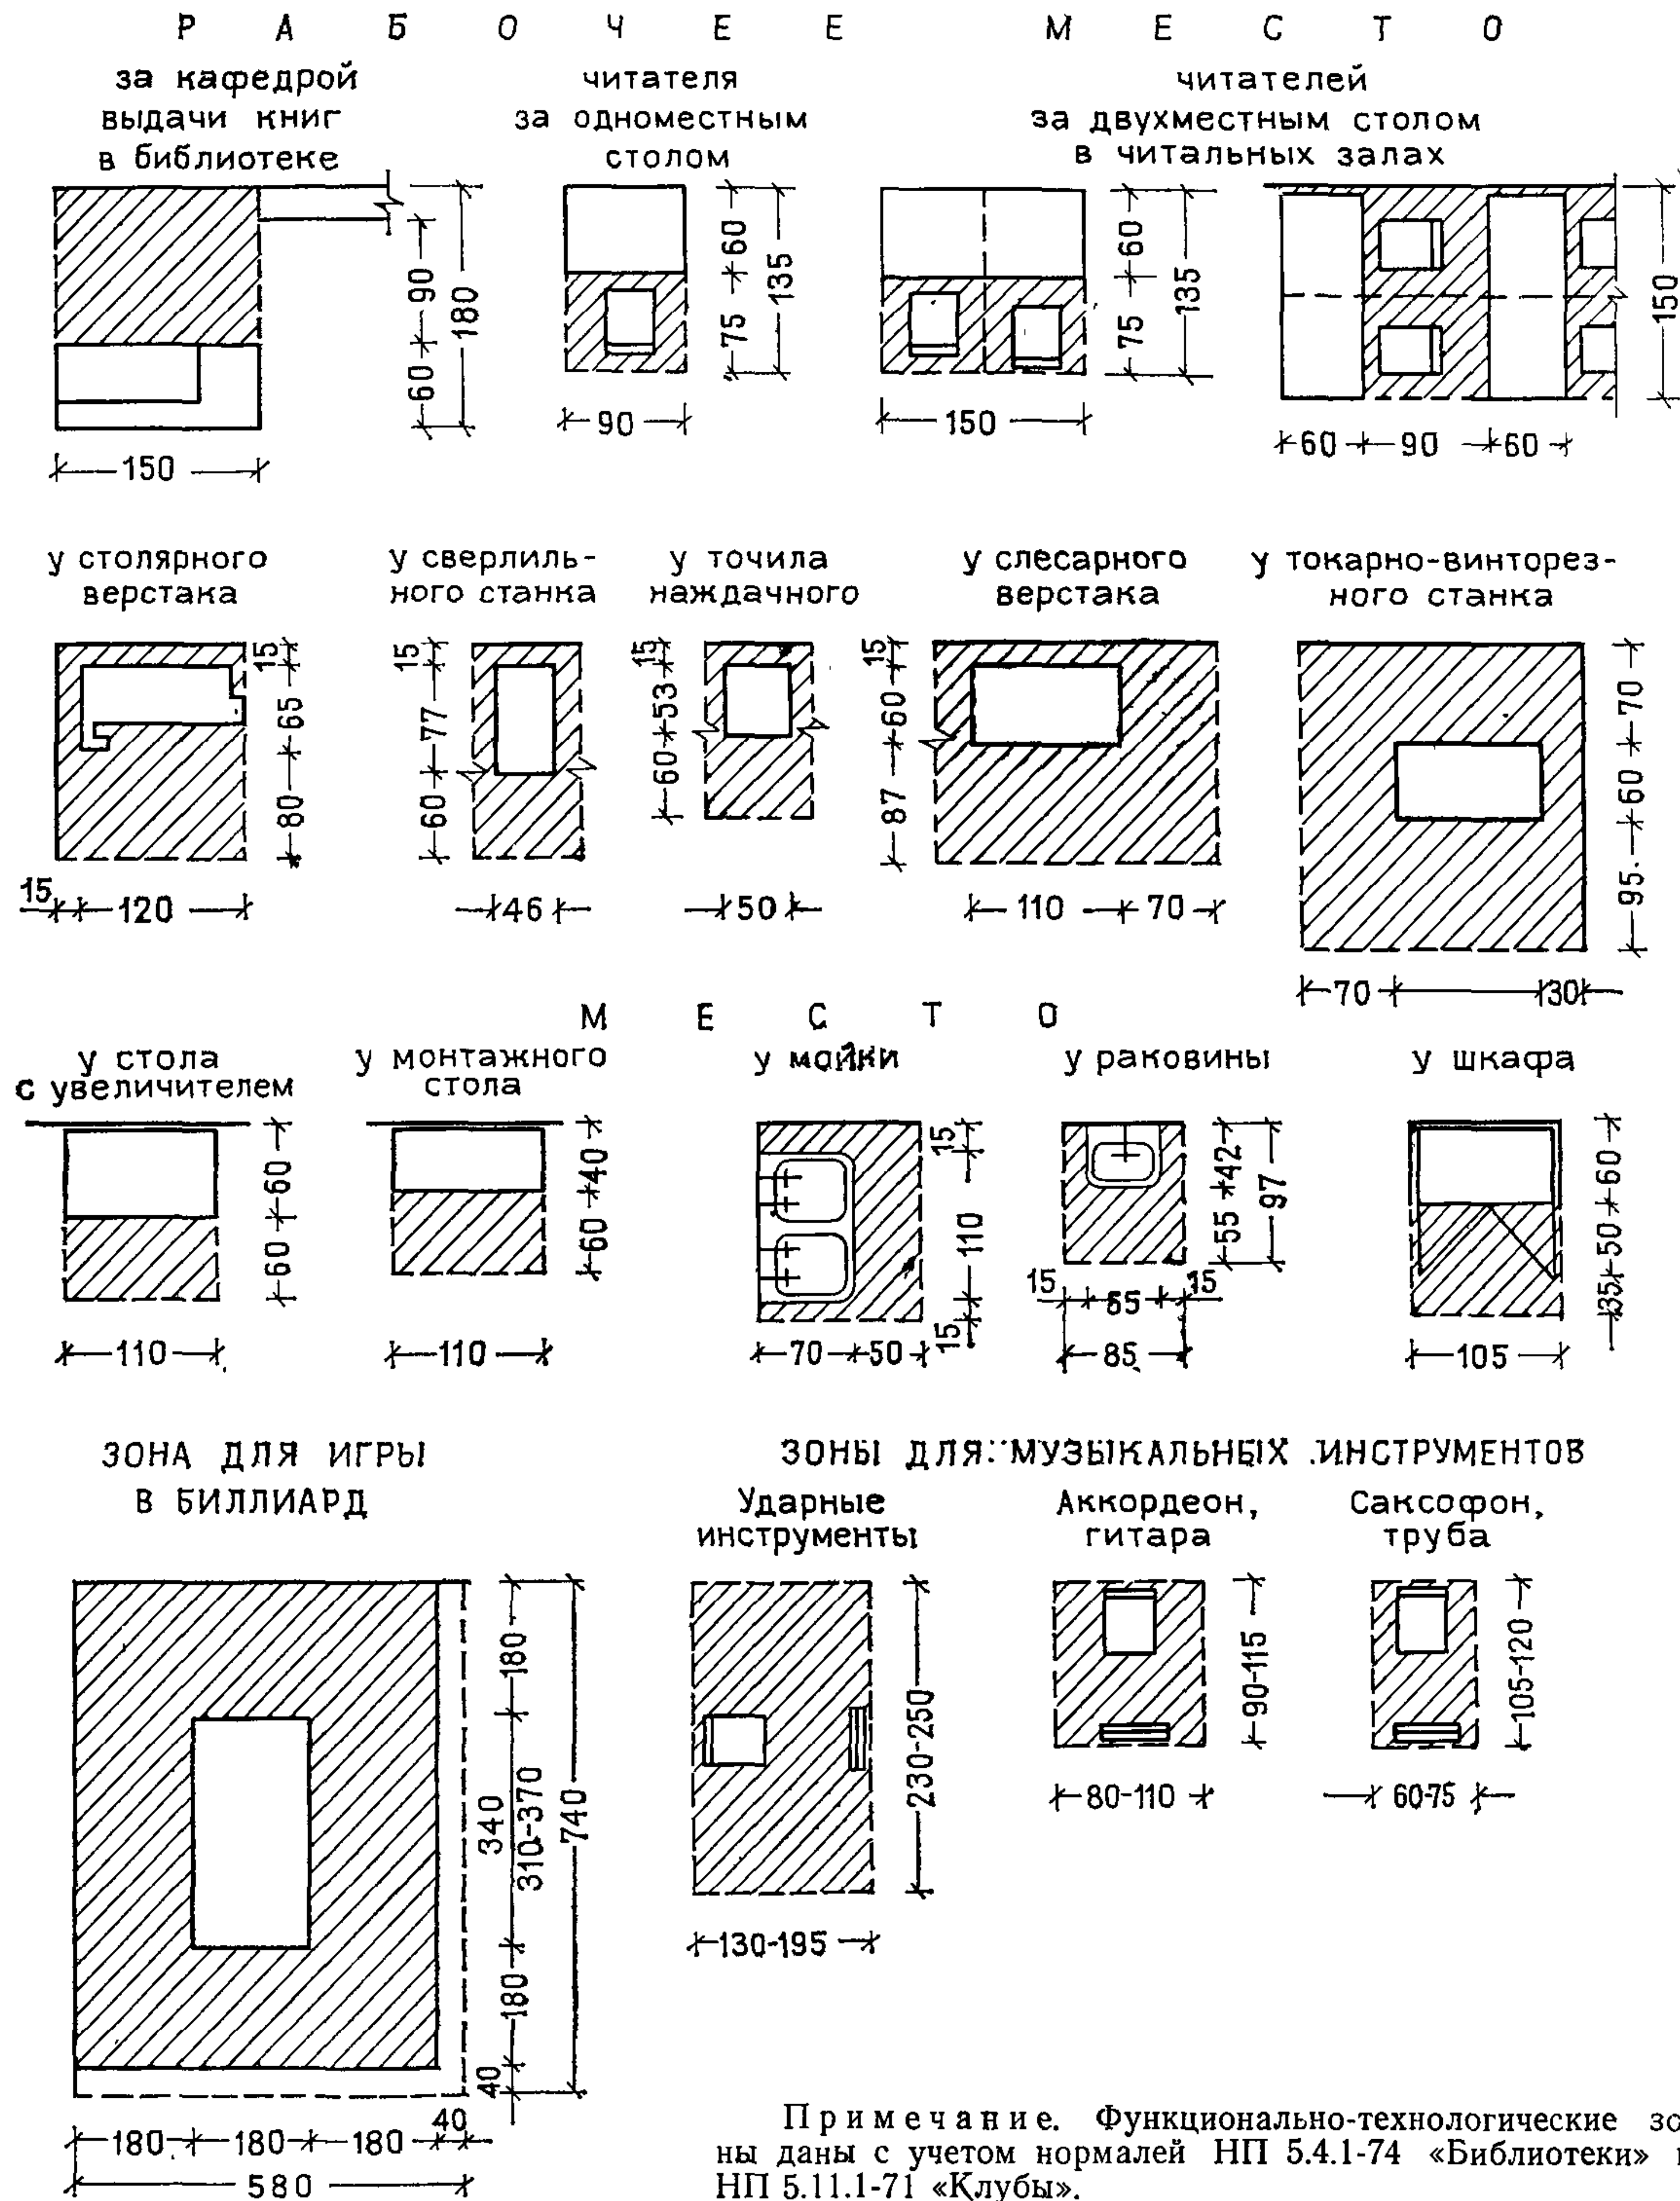 РАБОЧЕЕ МЕСТО
за кафедрой
выдачи книг
в библиотеке
читателя
за одноместным
столом
читателей
за двухместным столом
в читальных залах
60 90
180
150
75 60
135
90
75 60
135
150
150
60 90 60
у столярного
верстака
у сверлиль-
ного станка
у точила
наждачного
у слесарного
верстака
у токарно-винторез-
ного станка
80 65 15
15 120
60 77 15
46
60 53 15
50
87 60 15
110 70
95 60 70
70 30
МЕСТО
у стола
с увеличителем
у монтажного
стола
у мойки
у раковины
у шкафа
60 60
110
60 40
110
15 110 15
70 50
55 42
97
15 55 15
85
35 50 60
105
ЗОНА ДЛЯ ИГРЫ
В БИЛЛИАРД
ЗОНЫ ДЛЯ МУЗЫКАЛЬНЫХ ИНСТРУМЕНТОВ
Ударные
инструменты
Аккордеон,
гитара
Саксофон,
труба
40 180 340 180
310-370
740
180 180 180 40
580
230-250
130-195
90-115
80-110
105-120
60-75
Примечание. Функционально-технологические зо
ны даны с учетом нормалей НП 5.4.1-74 «Библиотеки»
НП 5.11.1-71 «Клубы».